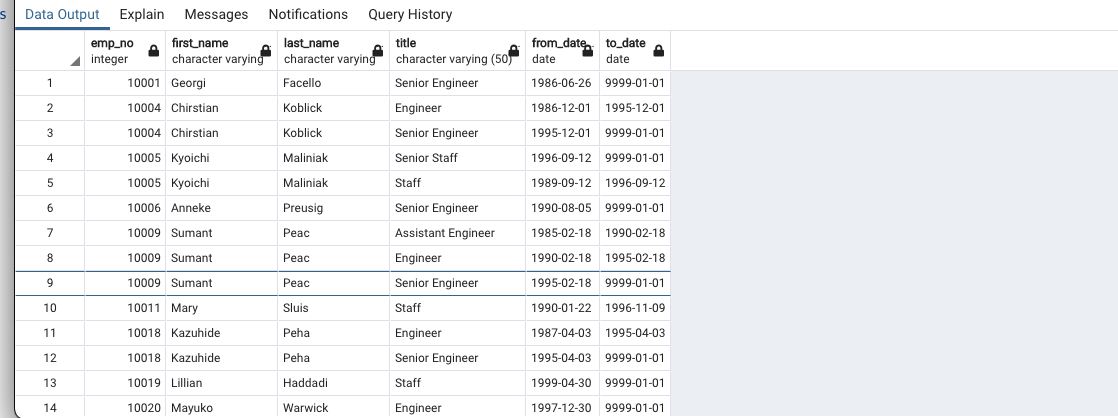 s Data Output Explain Messages Notifications Query History
emp_no first_name last_name title from_date to_date
integer character varying character varying character varying (50) date date
1 10001 Georgi Facello Senior Engineer 1986-06-26 9999-01-01
2 10004 Chirstian Koblick Engineer 1986-12-01 1995-12-01
3 10004 Chirstian Koblick Senior Engineer 1995-12-01 9999-01-01
4 10005 Kyoichi Maliniak Senior Staff 1996-09-12 9999-01-01
5 10005 Kyoichi Maliniak Staff 1989-09-12 1996-09-12
6 10006 Anneke Preusig Senior Engineer 1990-08-05 9999-01-01
7 10009 Sumant Peac Assistant Engineer 1985-02-18 1990-02-18
8 10009 Sumant Peac Engineer 1990-02-18 1995-02-18
9 10009 Sumant Peac Senior Engineer 1995-02-18 9999-01-01
10 10011 Mary Sluis Staff 1990-01-22 1996-11-09
11 10018 Kazuhide Peha Engineer 1987-04-03 1995-04-03
12 10018 Kazuhide Peha Senior Engineer 1995-04-03 9999-01-01
13 10019 Lillian Haddadi Staff 1999-04-30 9999-01-01
14 10020 Mayuko Warwick Engineer 1997-12-30 9999-01-01